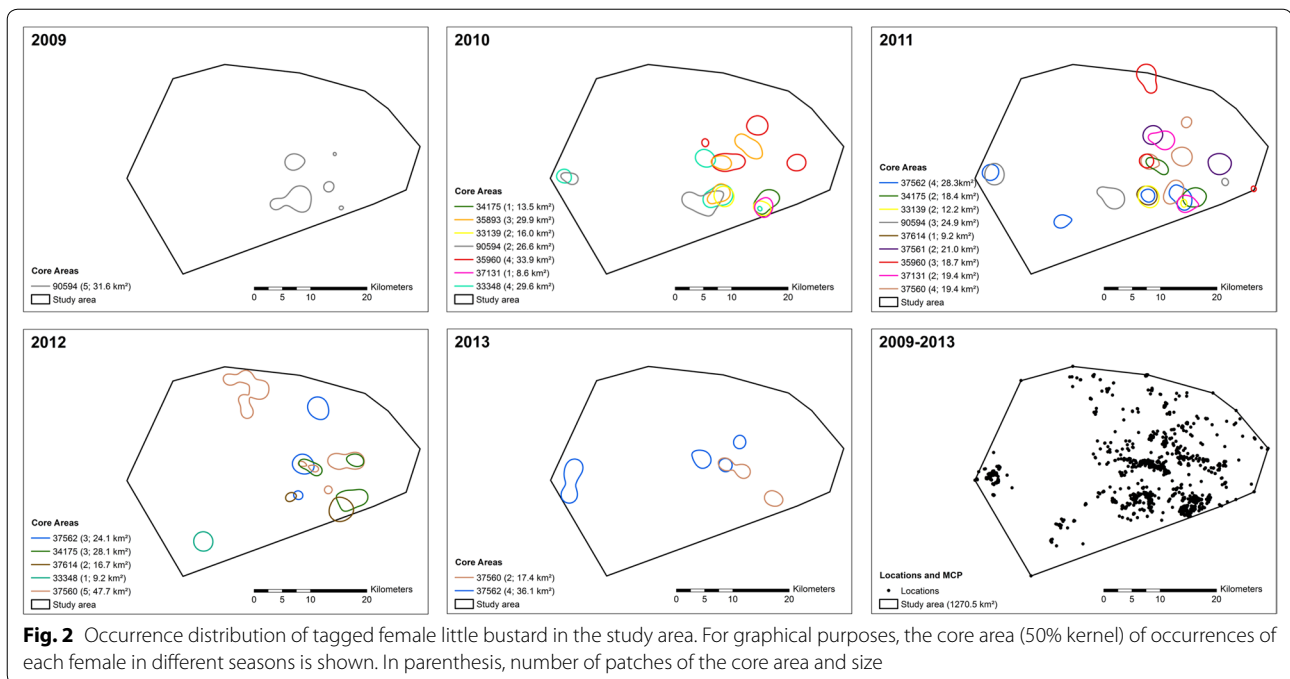 2009
Core Areas
90594 (5; 31.6 km²)
Study area
0 5 10 20 Kilometers
2010
Core Areas
34175 (1; 13.5 km²)
35893 (3; 29.9 km²)
33139 (2; 16.0 km²)
90594 (2; 26.6 km²)
35960 (4; 33.9 km²)
37131 (1; 8.6 km²)
33348 (4; 29.6 km²)
Study area
0 5 10 20 Kilometers
2011
Core Areas
37562 (4; 28.3km²)
34175 (2; 18.4 km²)
33139 (2; 12.2 km²)
90594 (3; 24.9 km²)
37614 (1; 9.2 km²)
37561 (2; 21.0 km²)
35960 (3; 18.7 km²)
37131 (2; 19.4 km²)
37560 (4; 19.4 km²)
Study area
0 5 10 20 Kilometers
2012
Core Areas
37562 (3; 24.1 km²)
34175 (3; 28.1 km²)
37614 (2; 16.7 km²)
33348 (1; 9.2 km²)
37560 (5; 47.7 km²)
Study area
0 5 10 20 Kilometers
2013
Core Areas
37560 (2; 17.4 km²)
37562 (4; 36.1 km²)
Study area
0 5 10 20 Kilometers
2009-2013
Locations and MCP
Locations
Study area (1270.5 km²)
0 5 10 20 Kilometers
Fig. 2 Occurrence distribution of tagged female little bustard in the study area. For graphical purposes, the core area (50% kernel) of occurrences of
each female in different seasons is shown. In parenthesis, number of patches of the core area and size